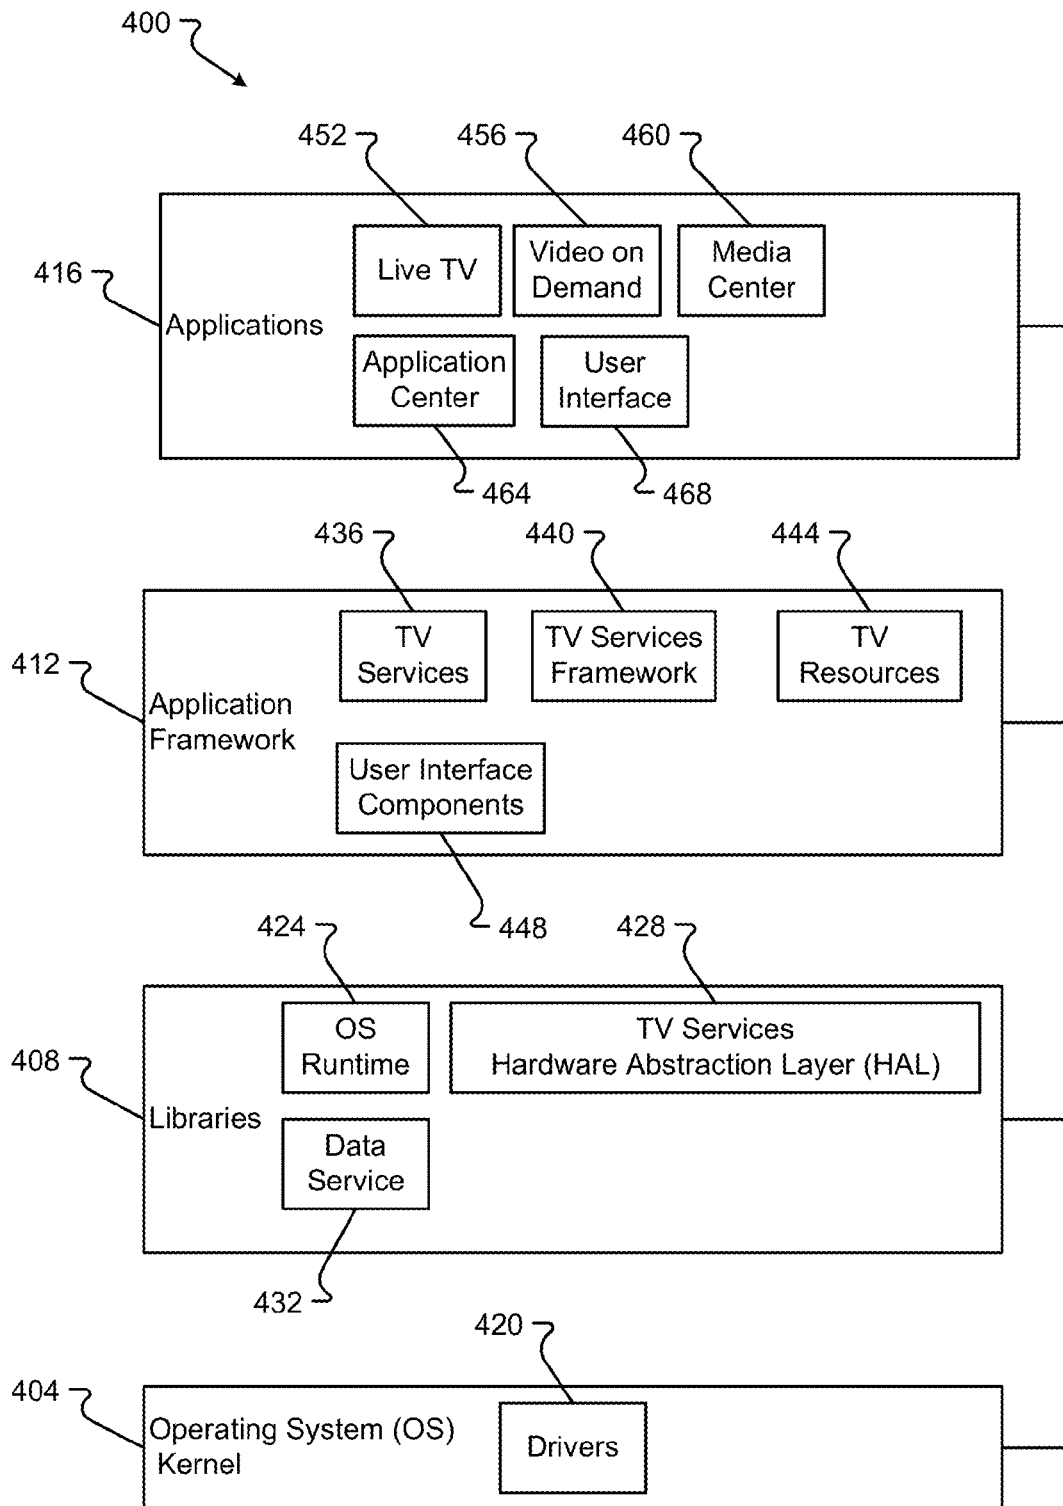 400
452
456
460
416
Applications
Live TV
Video on
Demand
Media
Center
Application
Center
User
Interface
464
468
436
440
444
412
Application
Framework
TV
Services
TV Services
Framework
TV
Resources
User Interface
Components
448
424
428
408
Libraries
OS
Runtime
TV Services
Hardware Abstraction Layer (HAL)
Data
Service
432
420
404
Operating System (OS)
Kernel
Drivers